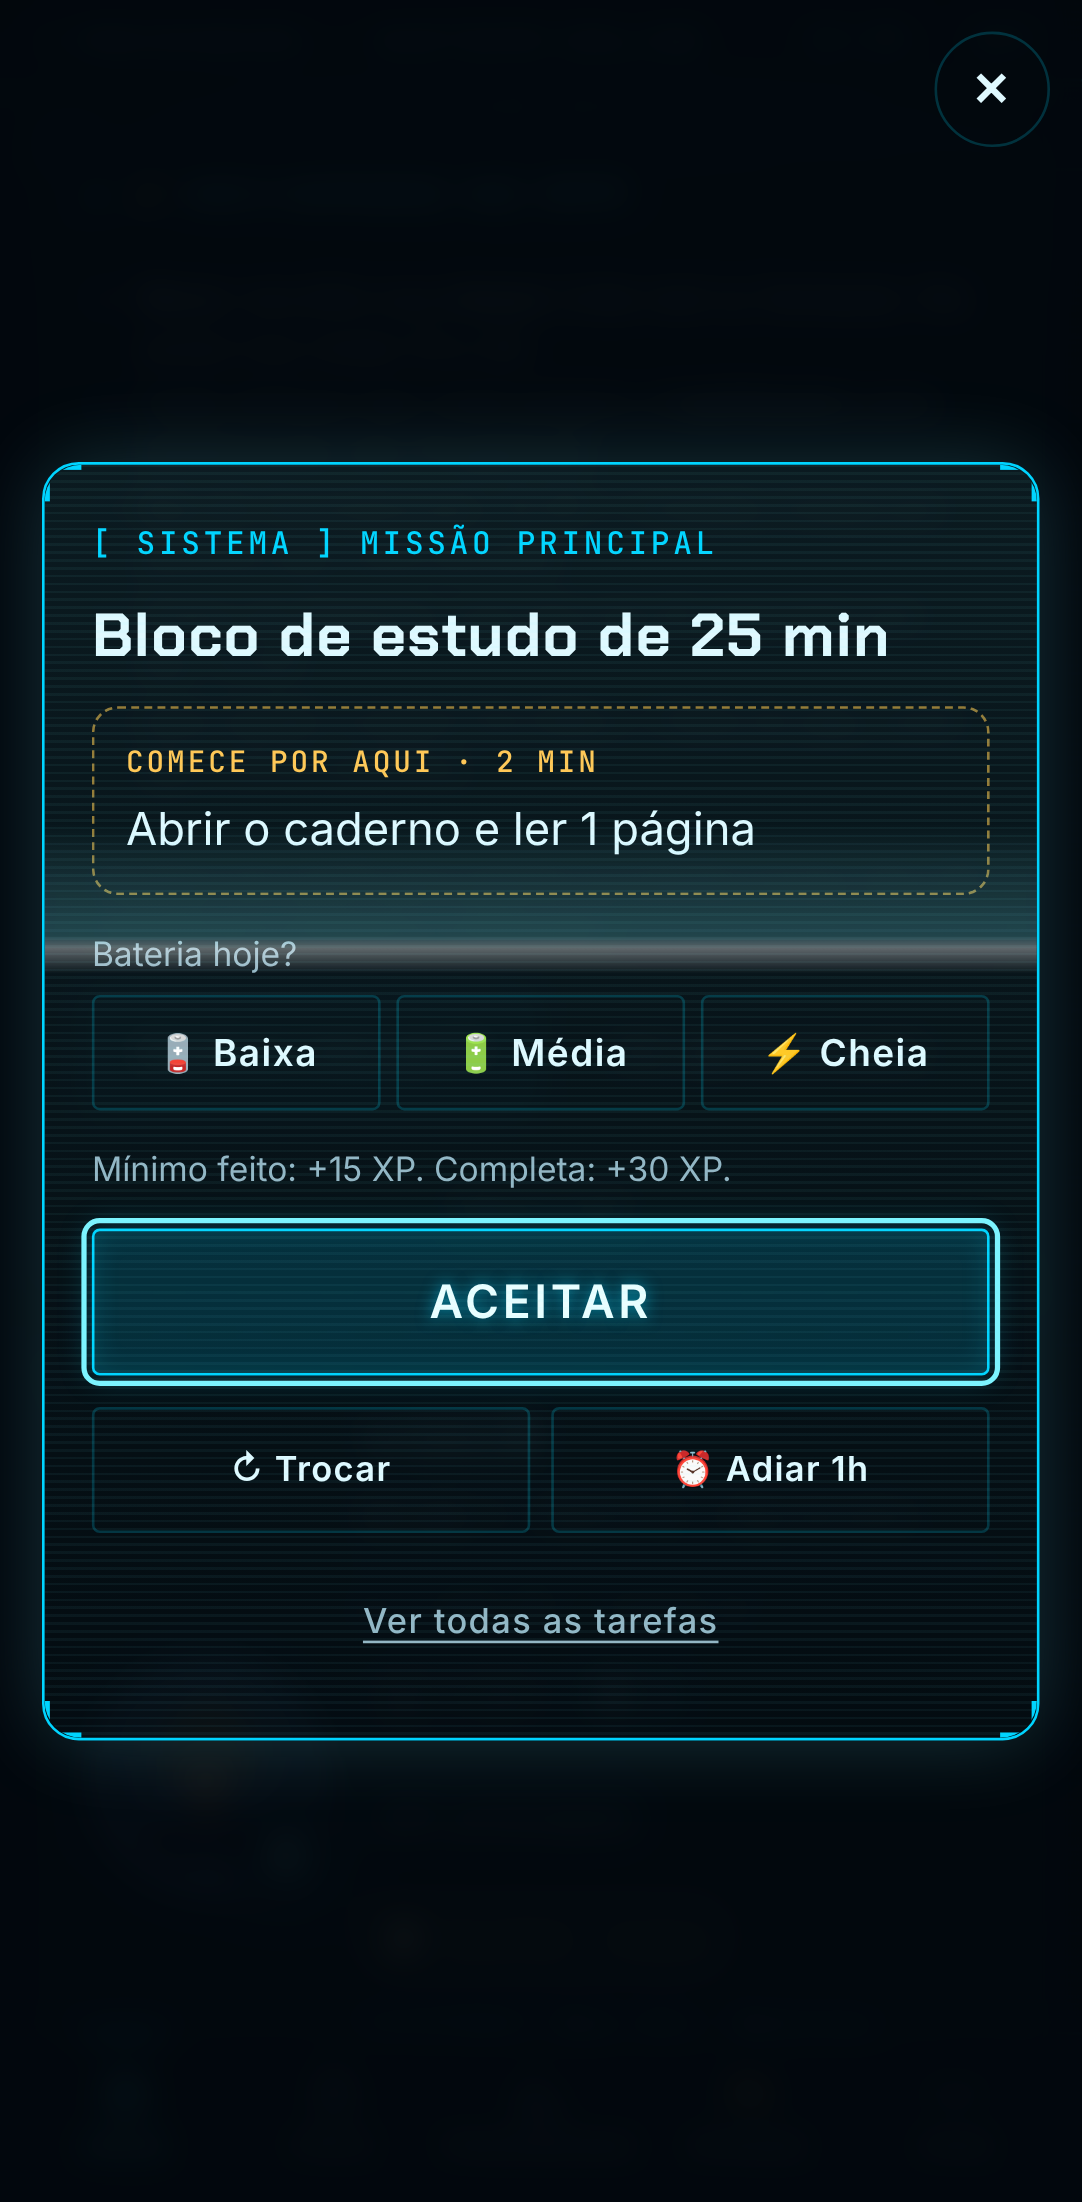 ✕
[ SISTEMA ] MISSÃO PRINCIPAL
Bloco de estudo de 25 min
COMECE POR AQUI · 2 MIN
Abrir o caderno e ler 1 página
Bateria hoje?
🪫 Baixa
🔋 Média
⚡ Cheia
Mínimo feito: +15 XP. Completa: +30 XP.
ACEITAR
↻ Trocar
⏰ Adiar 1h
Ver todas as tarefas